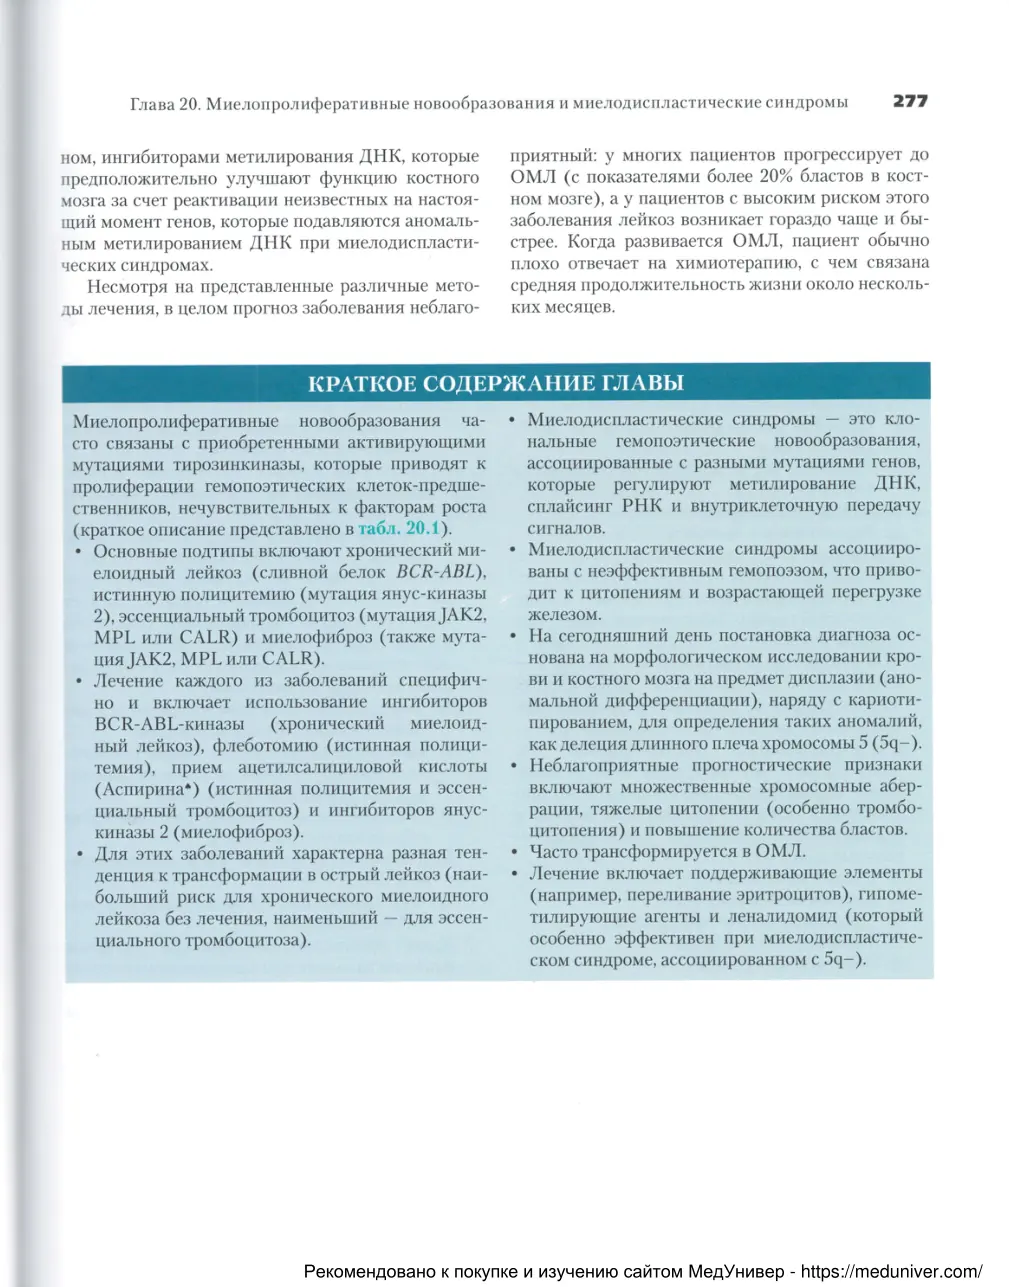 Глава 20. Миелопролиферативные новообразования и миелодиспластические синдромы 277
ном, ингибиторами метилирования ДНК, которые
предположительно улучшают функцию костного
мозга за счет реактивации неизвестных на настоя-
щий момент генов, которые подавляются аномаль-
ным метилированием ДНК при миелодиспласти-
ческих синдромах.
Несмотря на представленные различные мето-
ды лечения, в целом прогноз заболевания неблаго-
приятный: у многих пациентов прогрессирует до
ОМЛ (с показателями более 20% бластов в кост-
ном мозге), а у пациентов с высоким риском этого
заболевания лейкоз возникает гораздо чаще и бы-
стрее. Когда развивается ОМЛ, пациент обычно
плохо отвечает на химиотерапию, с чем связана
средняя продолжительность жизни около несколь-
ких месяцев.
КРАТКОЕ СОДЕРЖАНИЕ ГЛАВЫ
Миелопролиферативные новообразования ча-
сто связаны с приобретенными активирующими
мутациями тирозинкиназы, которые приводят к
пролиферации гемопоэтических клеток-предше-
ственников, нечувствительных к факторам роста
(краткое описание представлено в табл. 20.1).
• Основные подтипы включают хронический ми-
елоидный лейкоз (сливной белок BCR-ABL),
истинную полицитемию (мутация янус-киназы
2), эссенциальный тромбоцитоз (мутация JAK2,
MPL или CALR) и миелофиброз (также мута-
ция JAK2, MPL или CALR).
• Лечение каждого из заболеваний специфич-
но и включает использование ингибиторов
BCR-ABL-киназы (хронический миелоид-
ный лейкоз), флеботомию (истинная полици-
темия), прием ацетилсалициловой кислоты
(Аспирина♠) (истинная полицитемия и эссен-
циальный тромбоцитоз) и ингибиторов янус-
киназы 2 (миелофиброз).
• Для этих заболеваний характерна разная тен-
денция к трансформации в острый лейкоз (наи-
больший риск для хронического миелоидного
лейкоза без лечения, наименьший — для эссен-
циального тромбоцитоза).
• Миелодиспластические синдромы — это кло-
нальные гемопоэтические новообразования,
ассоциированные с разными мутациями генов,
которые регулируют метилирование ДНК,
сплайсинг РНК и внутриклеточную передачу
сигналов.
• Миелодиспластические синдромы ассоцииро-
ваны с неэффективным гемопоэзом, что приво-
дит к цитопениям и возрастающей перегрузке
железом.
• На сегодняшний день постановка диагноза ос-
нована на морфологическом исследовании кро-
ви и костного мозга на предмет дисплазии (ано-
мальной дифференциации), наряду с кариоти-
пированием, для определения таких аномалий,
как делеция длинного плеча хромосомы 5 (5q–).
• Неблагоприятные прогностические признаки
включают множественные хромосомные абер-
рации, тяжелые цитопении (особенно тромбо-
цитопения) и повышение количества бластов.
• Часто трансформируется в ОМЛ.
• Лечение включает поддерживающие элементы
(например, переливание эритроцитов), гипоме-
тилирующие агенты и леналидомид (который
особенно эффективен при миелодиспластиче-
ском синдроме, ассоциированном с 5q–).
Рекомендовано к покупке и изучению сайтом МедУнивер - https://meduniver.com/